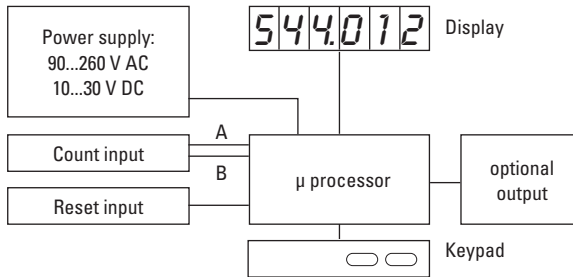 Power supply:
90...260 V AC
10...30 V DC
544.012
Display
A
Count input
B
µ processor
optional
output
Reset input
Keypad